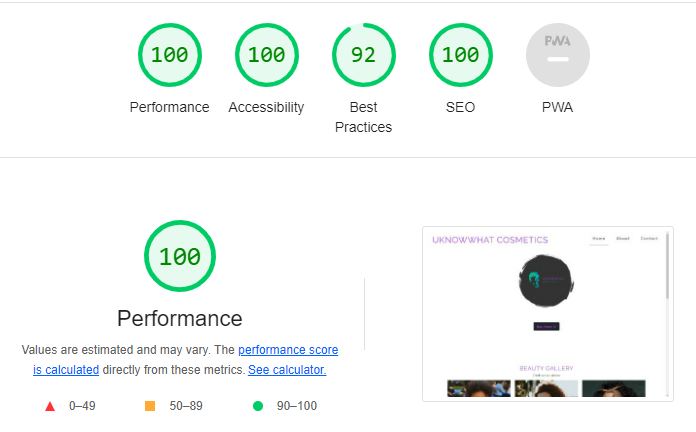 100 100 92 100 PWA
Performance Accessibility Best Practices SEO PWA
100
Performance
Values are estimated and may vary. The performance score
is calculated directly from these metrics. See calculator.
0–49 50–89 90–100
UKNOWWHAT COSMETICS Home About Contact
BEAUTY GALLERY